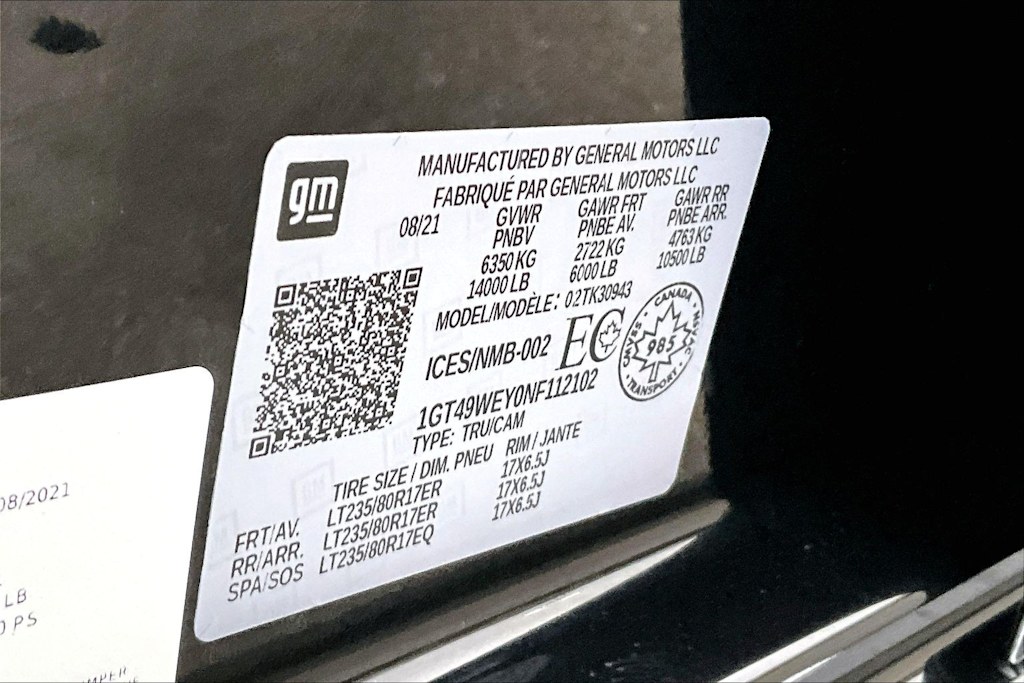 gm
MANUFACTURED BY GENERAL MOTORS LLC
FABRIQUÉ PAR GENERAL MOTORS LLC
08/21 GVWR GAWR FRT GAWR RR
PNBV PNBE AV. PNBE ARR.
6350 KG 2722 KG 4763 KG
14000 LB 6000 LB 10500 LB
MODEL/MODÈLE: 02TK30943
ICES/NMB-002 EC
CANADA
985
TRANSPORT
1GT49WEY0NF112102
TYPE: TRU/CAM
TIRE SIZE / DIM. PNEU RIM / JANTE
FRT/AV. LT235/80R17ER 17X6.5J
RR/ARR. LT235/80R17ER 17X6.5J
SPA/SOS LT235/80R17EQ 17X6.5J
08/2021
LB
PS